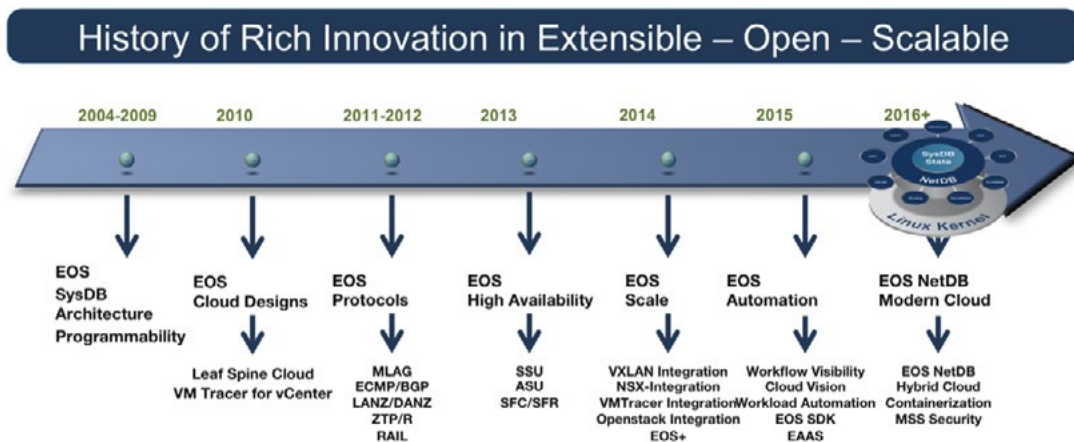 History of Rich Innovation in Extensible – Open – Scalable
2004-2009
2010
2011-2012
2013
2014
2015
2016+
SysDB
State
NetDB
Linux Kernel
EOS
SysDB
Architecture
Programmability
EOS
Cloud Designs
Leaf Spine Cloud
VM Tracer for vCenter
EOS
Protocols
MLAG
ECMP/BGP
LANZ/DANZ
ZTP/R
RAIL
EOS
High Availability
SSU
ASU
SFC/SFR
EOS
Scale
VXLAN Integration
NSX-Integration
VMTracer Integration
Openstack Integration
EOS+
EOS
Automation
Workflow Visibility
Cloud Vision
Workload Automation
EOS SDK
EAAS
EOS NetDB
Modern Cloud
EOS NetDB
Hybrid Cloud
Containerization
MSS Security